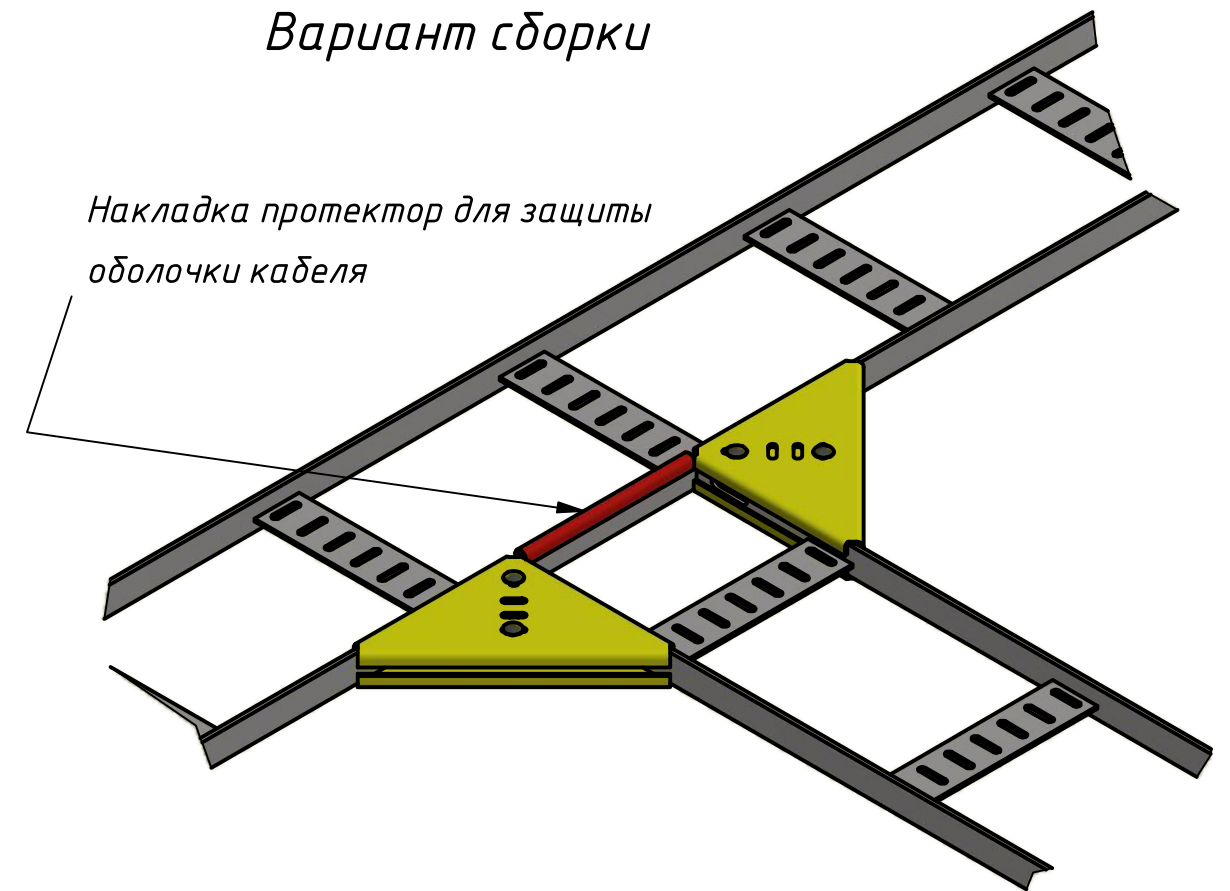 Вариант сборки
Накладка протектор для защиты
оболочки кабеля